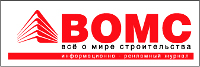 ВОМС
всё о мире строительства
информационно - рекламный журнал